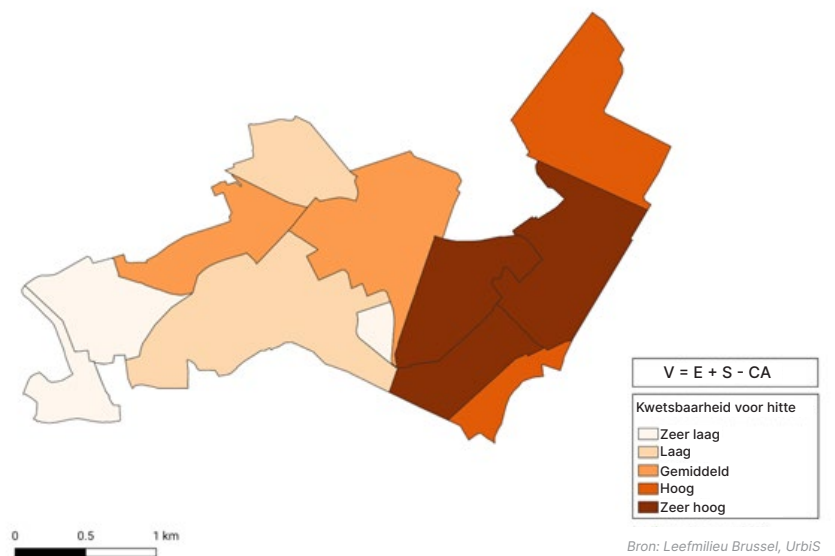 V = E + S - CA
Kwetsbaarheid voor hitte
Zeer laag
Laag
Gemiddeld
Hoog
Zeer hoog
0 0.5 1 km
Bron: Leefmilieu Brussel, UrbiS